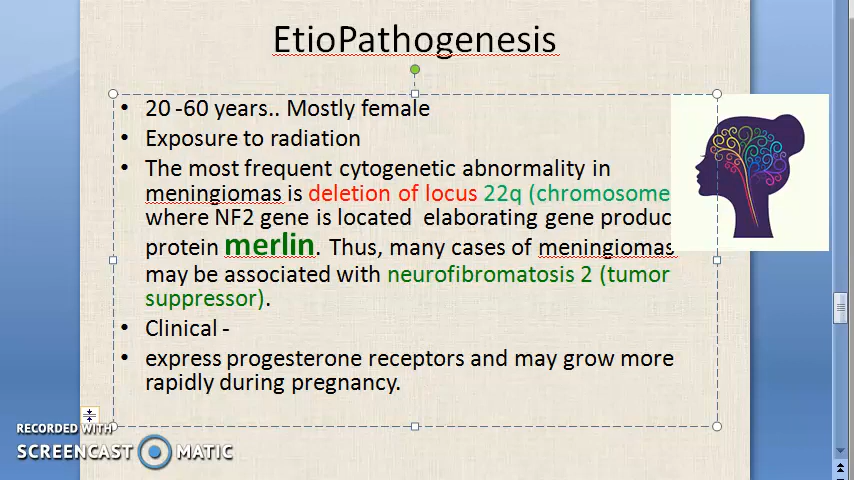 EtioPathogenesis
• 20 -60 years.. Mostly female
• Exposure to radiation
• The most frequent cytogenetic abnormality in
meningiomas is deletion of locus 22q (chromosome
where NF2 gene is located elaborating gene produc
protein merlin. Thus, many cases of meningiomas
may be associated with neurofibromatosis 2 (tumor
suppressor).
• Clinical -
• express progesterone receptors and may grow more
rapidly during pregnancy.
RECORDED WITH
SCREENCAST MATIC